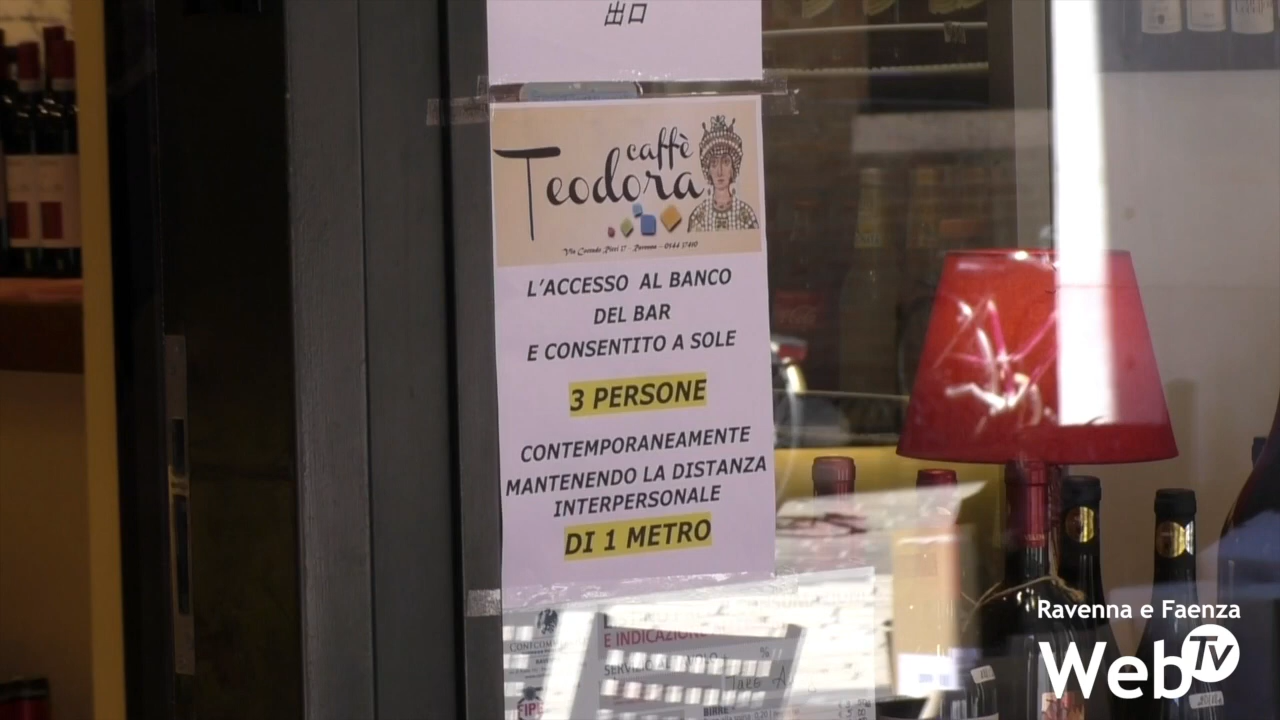 出口
caffè
Teodora
L'ACCESSO AL BANCO
DEL BAR
E CONSENTITO A SOLE
3 PERSONE
CONTEMPORANEAMENTE
MANTENENDO LA DISTANZA
INTERPERSONALE
DI 1 METRO
E INDICAZIONE
%
BIRRE
Ravenna e Faenza
WebTv